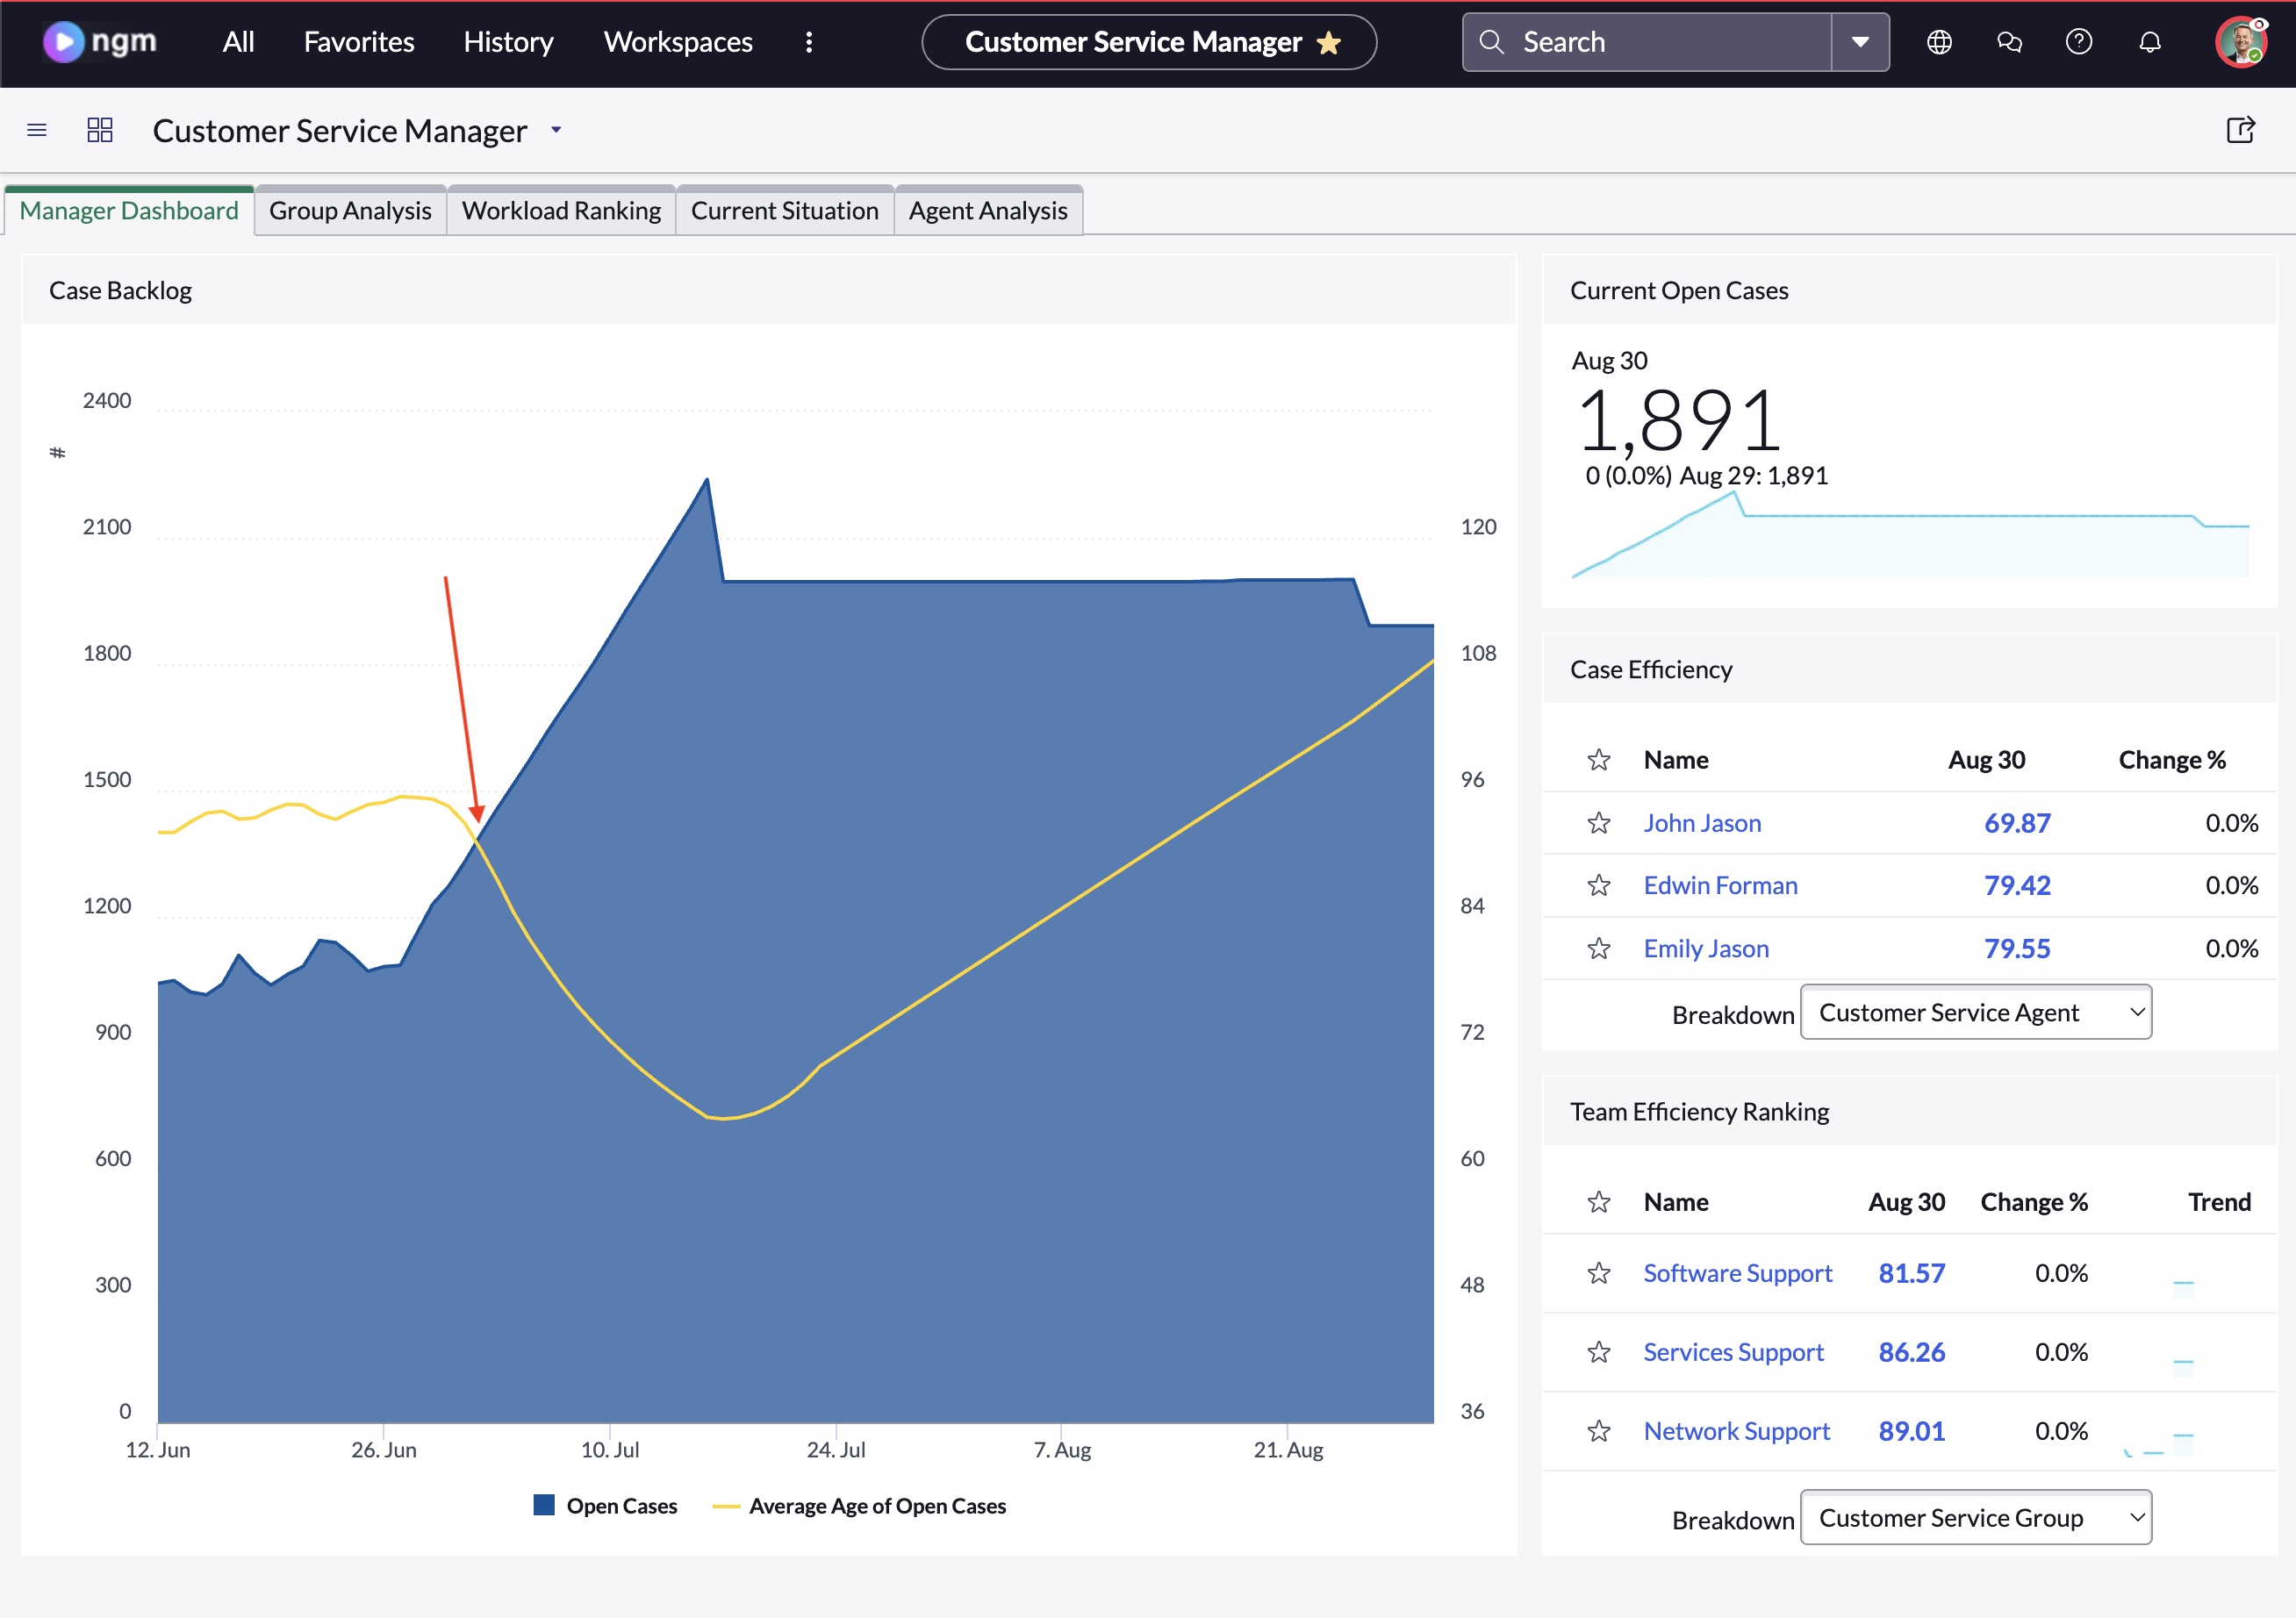 ngm All Favorites History Workspaces Customer Service Manager Search
Customer Service Manager
Manager Dashboard Group Analysis Workload Ranking Current Situation Agent Analysis
Case Backlog
2400
#
2100 120
1800 108
1500 96
1200 84
900 72
600 60
300 48
0 36
12. Jun 26. Jun 10. Jul 24. Jul 7. Aug 21. Aug
Open Cases Average Age of Open Cases
Current Open Cases
Aug 30
1,891
0 (0.0%) Aug 29: 1,891
Case Efficiency
Name Aug 30 Change %
John Jason 69.87 0.0%
Edwin Forman 79.42 0.0%
Emily Jason 79.55 0.0%
Breakdown Customer Service Agent
Team Efficiency Ranking
Name Aug 30 Change % Trend
Software Support 81.57 0.0%
Services Support 86.26 0.0%
Network Support 89.01 0.0%
Breakdown Customer Service Group